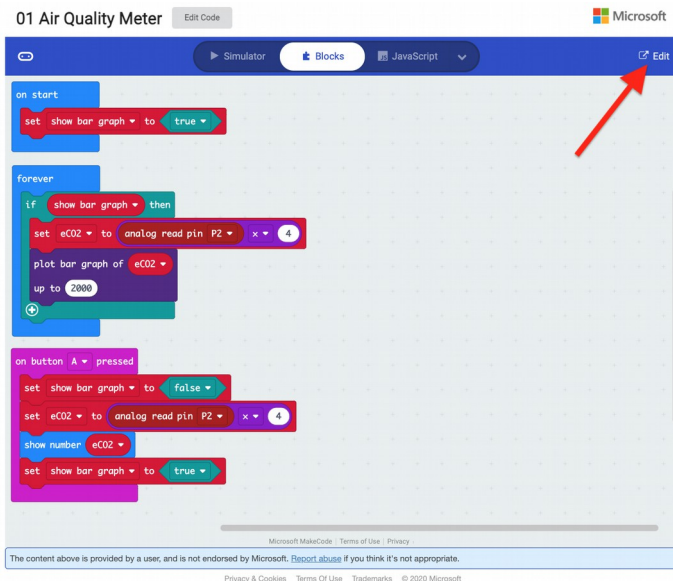 01 Air Quality Meter Edit Code Microsoft
Simulator Blocks JavaScript Edit
on start
set show bar graph to true
forever
if show bar graph then
set eCO2 to analog read pin P2 × 4
plot bar graph of eCO2
up to 2000
on button A pressed
set show bar graph to false
set eCO2 to analog read pin P2 × 4
show number eCO2
set show bar graph to true
Microsoft MakeCode | Terms of Use | Privacy
The content above is provided by a user, and is not endorsed by Microsoft. Report abuse if you think it's not appropriate.
Privacy & Cookies Terms Of Use Trademarks © 2020 Microsoft